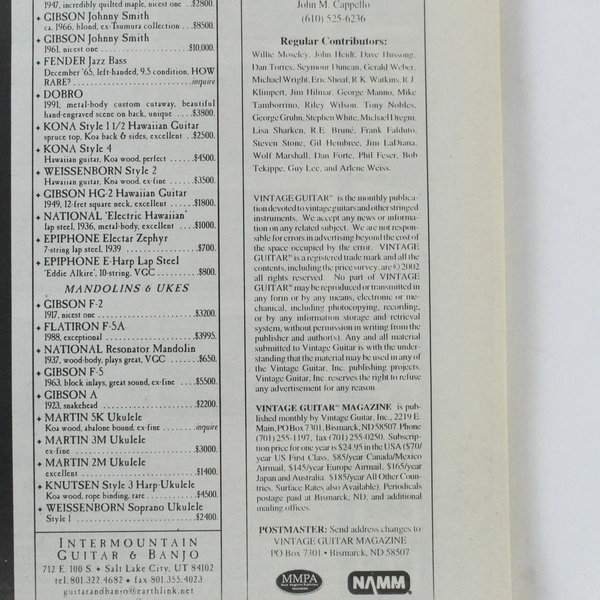 1947, incredibly quilted maple, nicest one ..$2800.
✦ GIBSON Johnny Smith
ca. 1966, blond, ex-Tsumura collection ...$8500.
✦ GIBSON Johnny Smith
1961, nicest one ..........................$10,000.
✦ FENDER Jazz Bass
December '65, left-handed, 9.5 condition, HOW
RARE? ...............................inquire
✦ DOBRO
1991, metal-body custom cutaway, beautiful
hand-engraved scene on back, unique ....$3800.
✦ KONA Style 1 1/2 Hawaiian Guitar
spruce top, Koa back & sides, excellent ..$2500.
✦ KONA Style 4
Hawaiian guitar, Koa wood, perfect .......$4500.
✦ WEISSENBORN Style 2
Hawaiian guitar, Koa wood, ex-fine ....$3500.
✦ GIBSON HG-2 Hawaiian Guitar
1949, 12-fret square neck, excellent .......$1800.
✦ NATIONAL 'Electric Hawaiian'
lap steel, 1936, metal-body, excellent ....$1000.
✦ EPIPHONE Electar Zephyr
7-string lap steel, 1939 ..................$700.
✦ EPIPHONE E-Harp Lap Steel
'Eddie Alkire', 10-string, VGC ...........$800.
MANDOLINS & UKES
✦ GIBSON F-2
1917, nicest one .........................$3200.
✦ FLATIRON F-5A
1988, exceptional ........................$3995.
✦ NATIONAL Resonator Mandolin
1937, wood-body, plays great, VGC .......$650.
✦ GIBSON F-5
1963, block inlays, great sound, ex-fine ....$5500.
✦ GIBSON A
1923, snakehead .........................$2200.
✦ MARTIN 5K Ukulele
Koa wood, abalone bound, ex-fine ......inquire
✦ MARTIN 3M Ukulele
ex-fine .................................$3000.
✦ MARTIN 2M Ukulele
excellent ...............................$1400.
✦ KNUTSEN Style 3 Harp-Ukulele
Koa wood, rope binding, rare ............$4500.
✦ WEISSENBORN Soprano Ukulele
Style 1 .................................$2400.
INTERMOUNTAIN
GUITAR & BANJO
712 E. 100 S. ✦ Salt Lake City, UT 84102
tel. 801.322.4682 ✦ fax 801.355.4023
guitarandbanjo@earthlink.net
John M. Cappello
(610) 525-6236
Regular Contributors:
Willie Moseley, John Heidt, Dave Hussong,
Dan Torres, Seymour Duncan, Gerald Weber,
Michael Wright, Eric Shoaf, R.K. Watkins, R.J.
Klimpert, Jim Hilmar, George Manno, Mike
Tamborrino, Riley Wilson, Tony Nobles,
George Gruhn, Stephen White, Michael Dregni,
Lisa Sharken, R.E. Bruné, Frank Falduto,
Steven Stone, Gil Hembree, Jim LaDiana,
Wolf Marshall, Dan Forte, Phil Feser, Bob
Tekippe, Guy Lee, and Arlene Weiss.
VINTAGE GUITAR® is the monthly publica-
tion devoted to vintage guitars and other stringed
instruments. We accept any news or informa-
tion on any related subject. We are not respon-
sible for errors in advertising beyond the cost of
the space occupied by the error. VINTAGE
GUITAR® is a registered trade mark and all the
contents, including the price survey, are © 2002
all rights reserved. No part of VINTAGE
GUITAR® may be reproduced or transmitted in
any form or by any means, electronic or me-
chanical, including photocopying, recording,
or by any information storage and retrieval
system, without permission in writing from the
publisher and author(s). Any and all material
submitted to Vintage Guitar is with the under-
standing that the material may be used in any of
the Vintage Guitar, Inc. publishing projects.
Vintage Guitar, Inc. reserves the right to refuse
any advertisement for any reason.
VINTAGE GUITAR® MAGAZINE is pub-
lished monthly by Vintage Guitar, Inc., 2219 E.
Main, PO Box 7301, Bismarck, ND 58507. Phone
(701) 255-1197, fax (701) 255-0250. Subscrip-
tion price for one year is $24.95 in the USA ($70/
year US First Class, $85/year Canada/Mexico
Airmail, $145/year Europe Airmail, $165/year
Japan and Australia $185/year All Other Coun-
tries. Surface Rates also Available). Periodicals
postage paid at Bismarck, ND, and additional
mailing offices.
POSTMASTER: Send address changes to
VINTAGE GUITAR MAGAZINE
PO Box 7301 • Bismarck, ND 58507
MMPA
NAMM